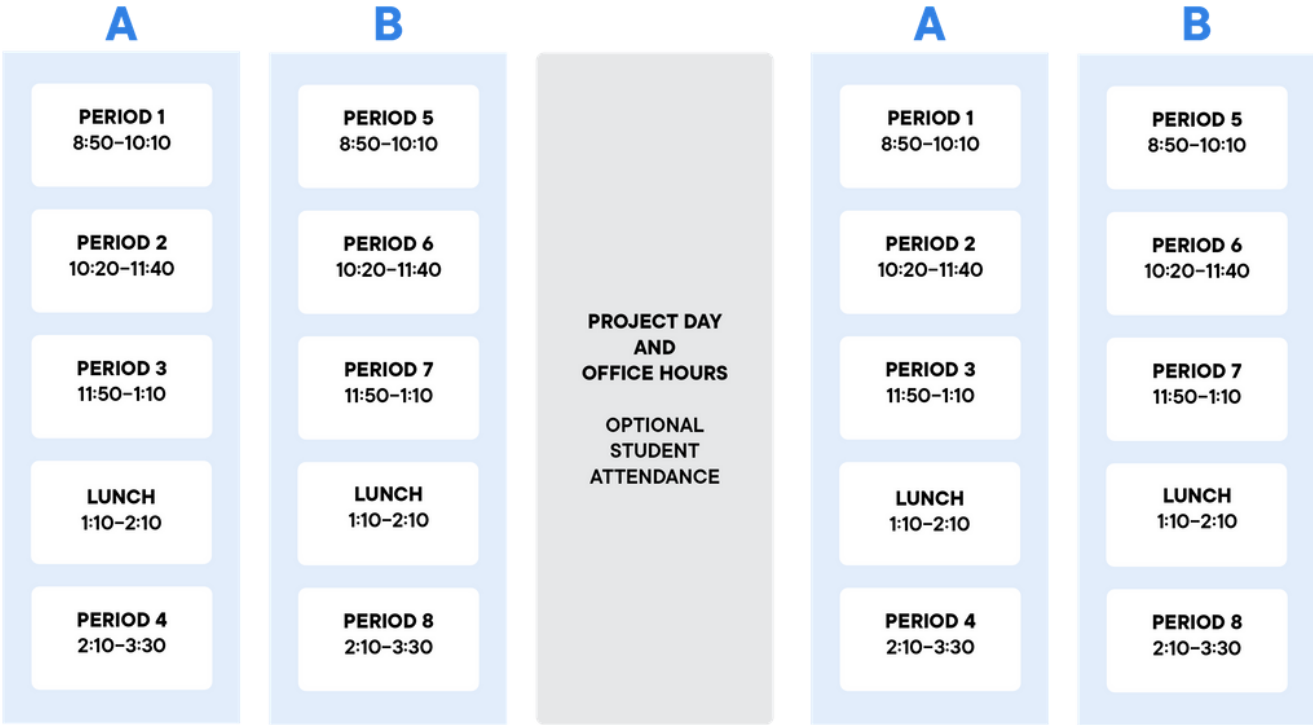 A
PERIOD 1
8:50–10:10
PERIOD 2
10:20–11:40
PERIOD 3
11:50–1:10
LUNCH
1:10–2:10
PERIOD 4
2:10–3:30
B
PERIOD 5
8:50–10:10
PERIOD 6
10:20–11:40
PERIOD 7
11:50–1:10
LUNCH
1:10–2:10
PERIOD 8
2:10–3:30
PROJECT DAY
AND
OFFICE HOURS
OPTIONAL
STUDENT
ATTENDANCE
A
PERIOD 1
8:50–10:10
PERIOD 2
10:20–11:40
PERIOD 3
11:50–1:10
LUNCH
1:10–2:10
PERIOD 4
2:10–3:30
B
PERIOD 5
8:50–10:10
PERIOD 6
10:20–11:40
PERIOD 7
11:50–1:10
LUNCH
1:10–2:10
PERIOD 8
2:10–3:30